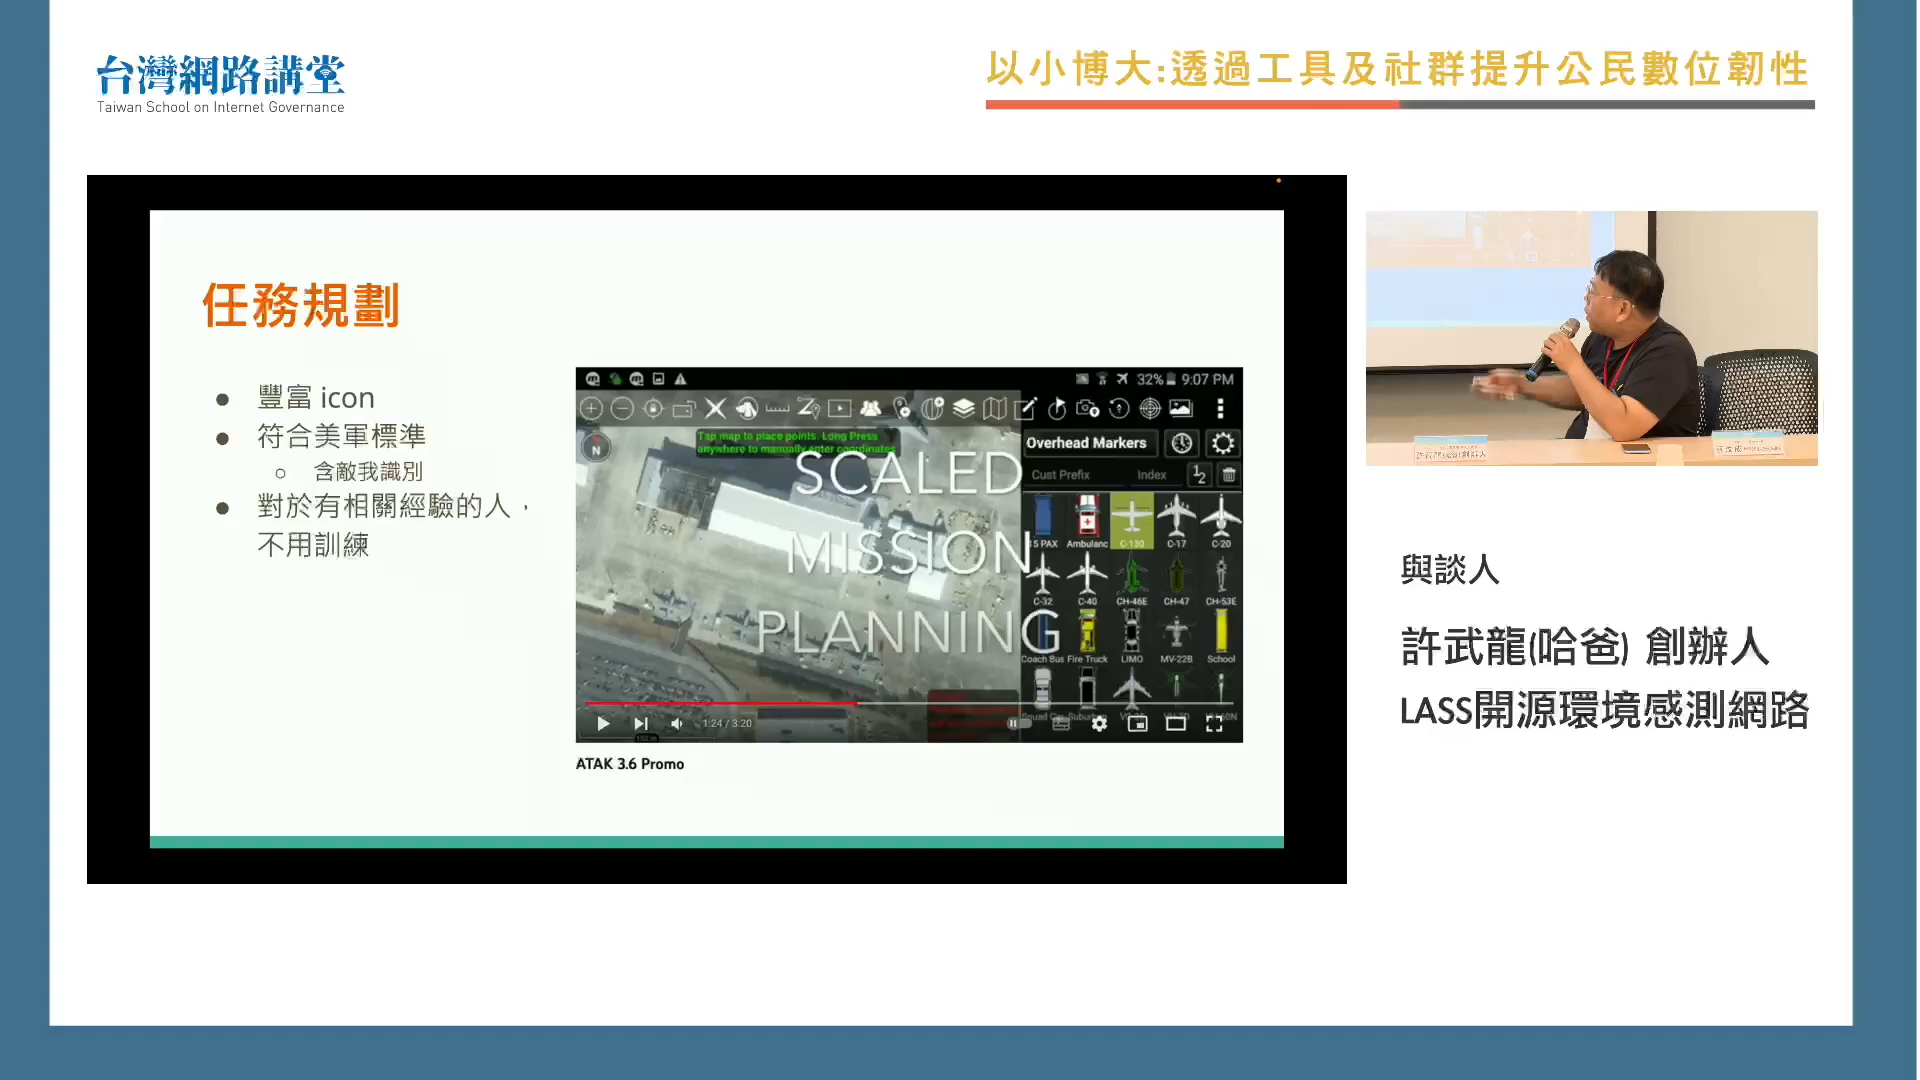 台灣網路講堂
Taiwan School on Internet Governance
以小博大:透過工具及社群提升公民數位韌性
任務規劃
● 豐富 icon
● 符合美軍標準
○ 含敵我識別
● 對於有相關經驗的人，
不用訓練
32% 9:07 PM
N
Tap map to place points. Long Press
anywhere to manually enter coordinates
SCALED
MISSION
PLANNING
Overhead Markers
Cust Prefix Index 1/2
15 PAX Ambulanc C-130 C-17 C-20
C-32 C-40 CH-46E CH-47 CH-53E
Coach Bus Fire Truck LIMO MV-22B School
1:24 / 3:20
ATAK 3.6 Promo
與談人
許武龍(哈爸) 創辦人
LASS開源環境感測網路